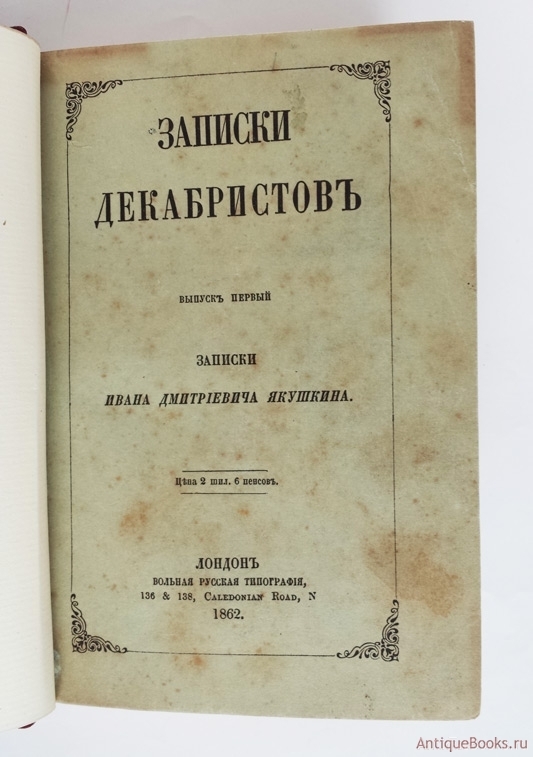 ЗАПИСКИ
ДЕКАБРИСТОВЪ
ВЫПУСКЪ ПЕРВЫЙ
ЗАПИСКИ
ИВАНА ДМИТРІЕВИЧА ЯКУШКИНА.
Цѣна 2 шил. 6 пенсовъ.
ЛОНДОНЪ
ВОЛЬНАЯ РУССКАЯ ТИПОГРАФІЯ,
136 & 138, CALEDONIAN ROAD, N
1862.
AntiqueBooks.ru